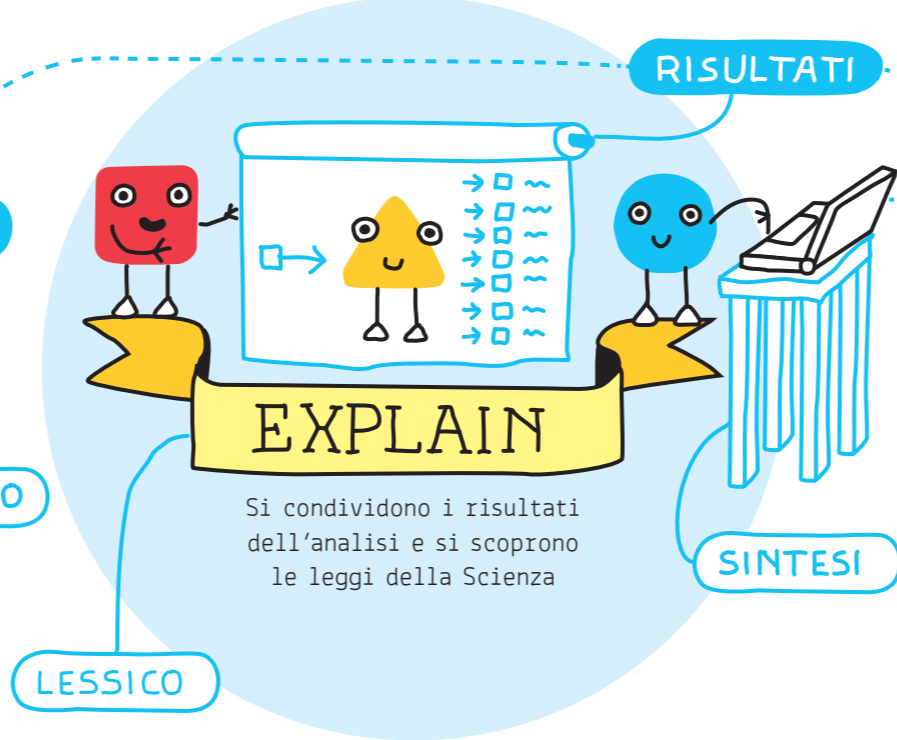 RISULTATI
EXPLAIN
Si condividono i risultati
dell'analisi e si scoprono
le leggi della Scienza
O
SINTESI
LESSICO